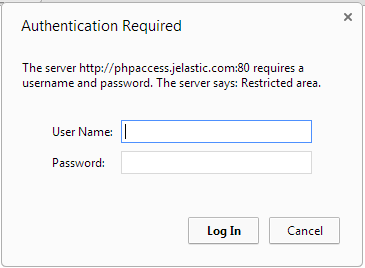 Authentication Required
The server http://phpaccess.jelastic.com:80 requires a
username and password. The server says: Restricted area.
User Name:
Password:
Log In Cancel